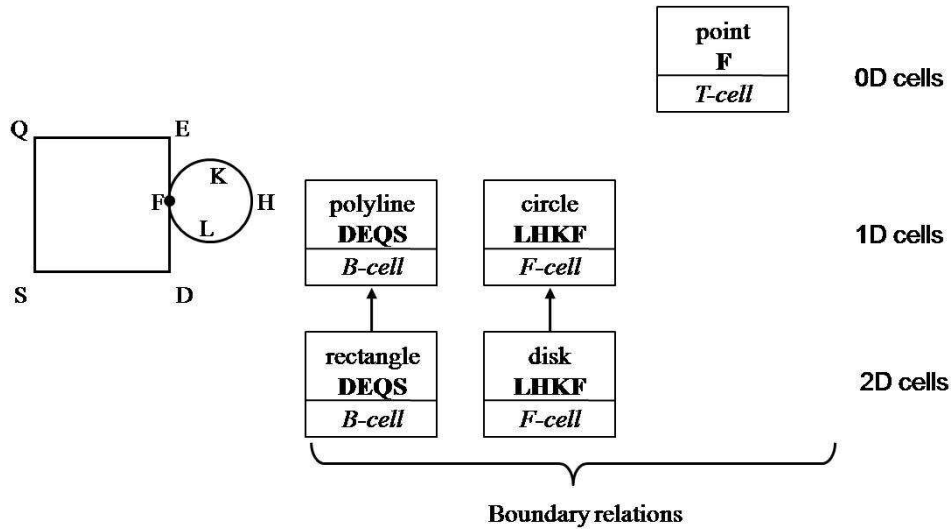 point
F
T-cell
0D cells
Q
E
K
F
H
L
S
D
polyline
DEQS
B-cell
circle
LHKF
F-cell
1D cells
rectangle
DEQS
B-cell
disk
LHKF
F-cell
2D cells
Boundary relations